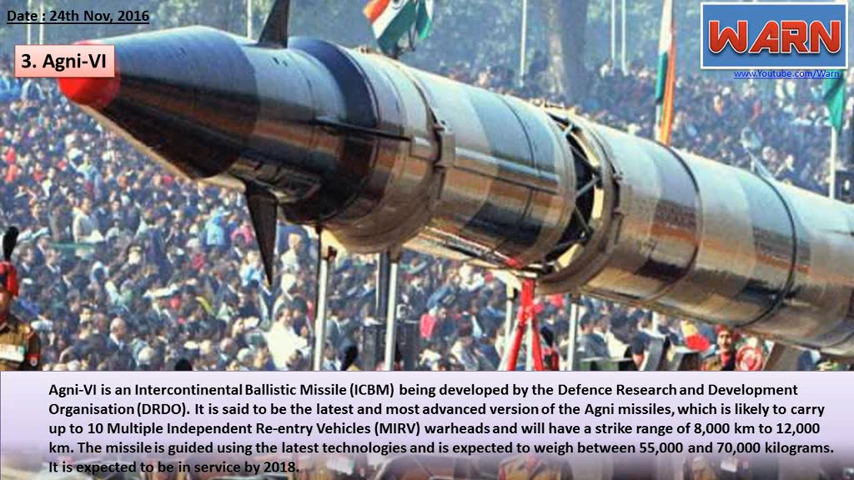 Date : 24th Nov, 2016
WARN
www.Youtube.com/Warn
3. Agni-VI
Agni-VI is an Intercontinental Ballistic Missile (ICBM) being developed by the Defence Research and Development
Organisation (DRDO). It is said to be the latest and most advanced version of the Agni missiles, which is likely to carry
up to 10 Multiple Independent Re-entry Vehicles (MIRV) warheads and will have a strike range of 8,000 km to 12,000
km. The missile is guided using the latest technologies and is expected to weigh between 55,000 and 70,000 kilograms.
It is expected to be in service by 2018.